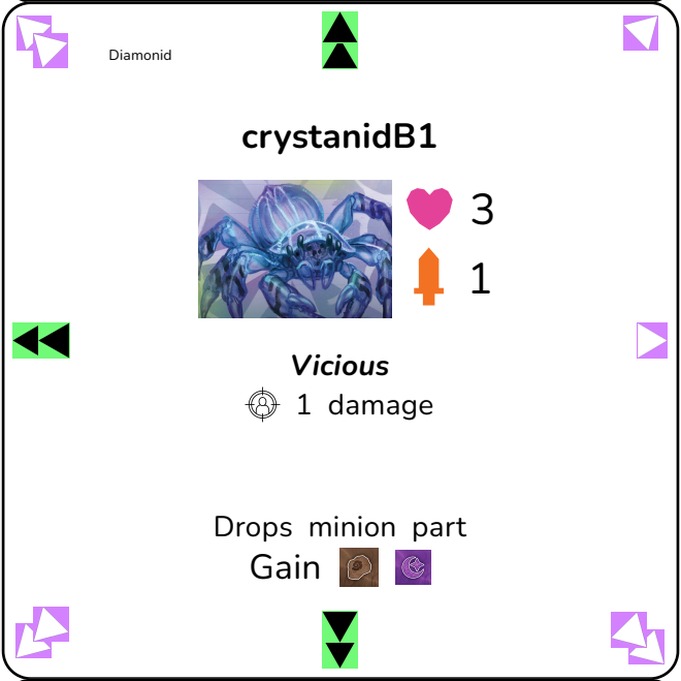 Diamonid
crystanidB1
3
1
Vicious
1 damage
Drops minion part
Gain